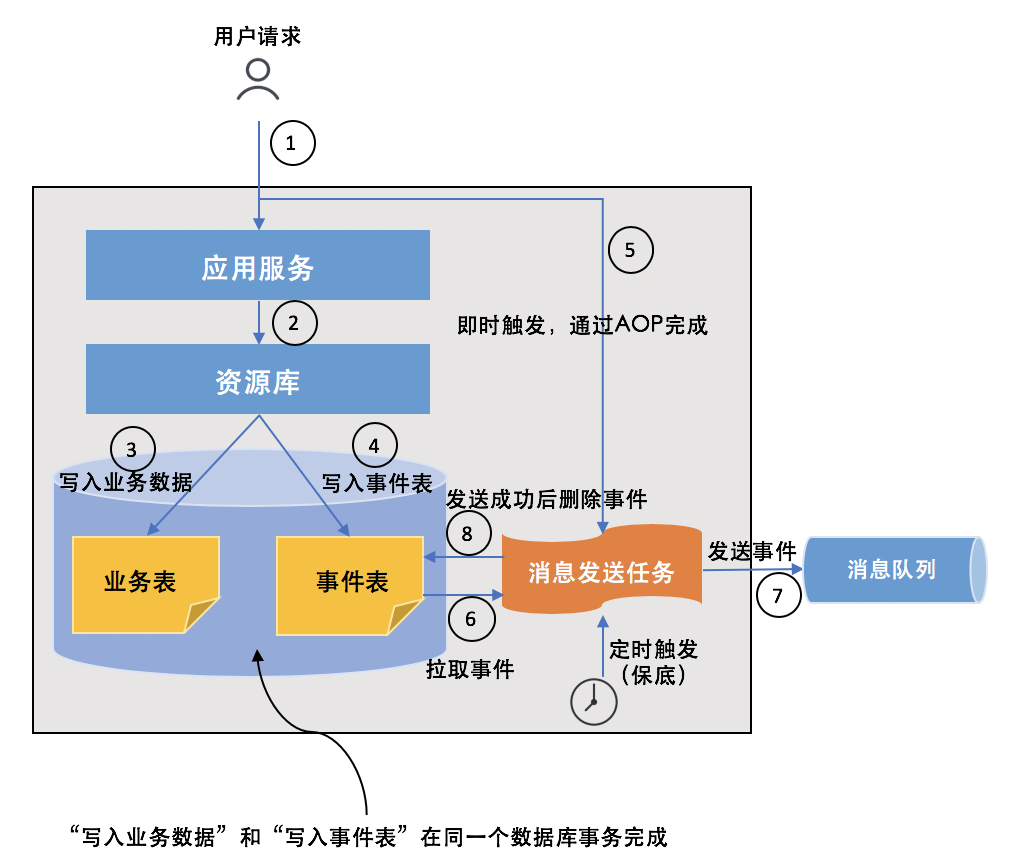 用户请求
1
应用服务
5
2
即时触发，通过AOP完成
资源库
3
4
写入业务数据
写入事件表
发送成功后删除事件
8
发送事件
业务表
事件表
消息发送任务
消息队列
7
6
拉取事件
定时触发
（保底）
“写入业务数据”和“写入事件表”在同一个数据库事务完成